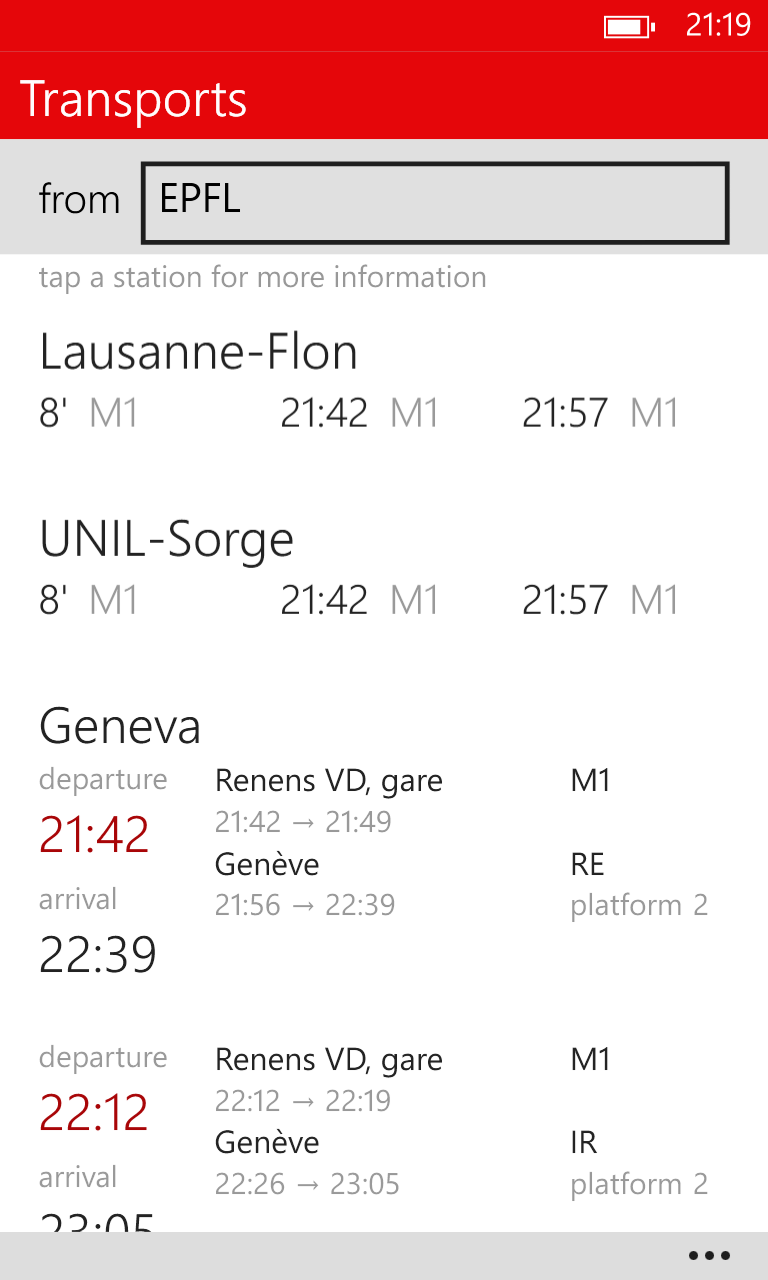 21:19
Transports
from EPFL
tap a station for more information
Lausanne-Flon
8' M1 21:42 M1 21:57 M1
UNIL-Sorge
8' M1 21:42 M1 21:57 M1
Geneva
departure Renens VD, gare M1
21:42 21:42 → 21:49
Genève RE
arrival 21:56 → 22:39 platform 2
22:39
departure Renens VD, gare M1
22:12 22:12 → 22:19
Genève IR
arrival 22:26 → 23:05 platform 2
23:05